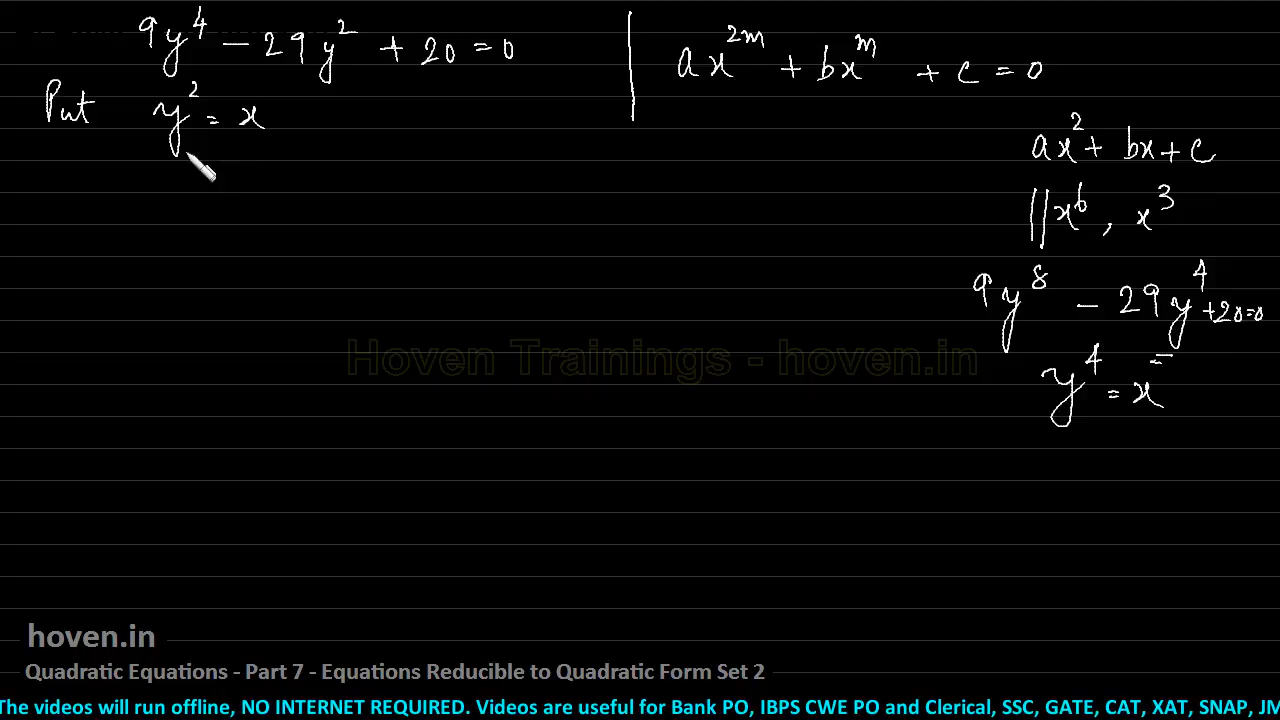 9y⁴ - 29y² + 20 = 0
Put y² = x
ax²ᵐ + bxᵐ + c = 0
ax² + bx + c
||x⁶, x³
9y⁸ - 29y⁴ + 20 = 0
y⁴ = x
Hoven Trainings - hoven.in
hoven.in
Quadratic Equations - Part 7 - Equations Reducible to Quadratic Form Set 2
The videos will run offline, NO INTERNET REQUIRED. Videos are useful for Bank PO, IBPS CWE PO and Clerical, SSC, GATE, CAT, XAT, SNAP, JM